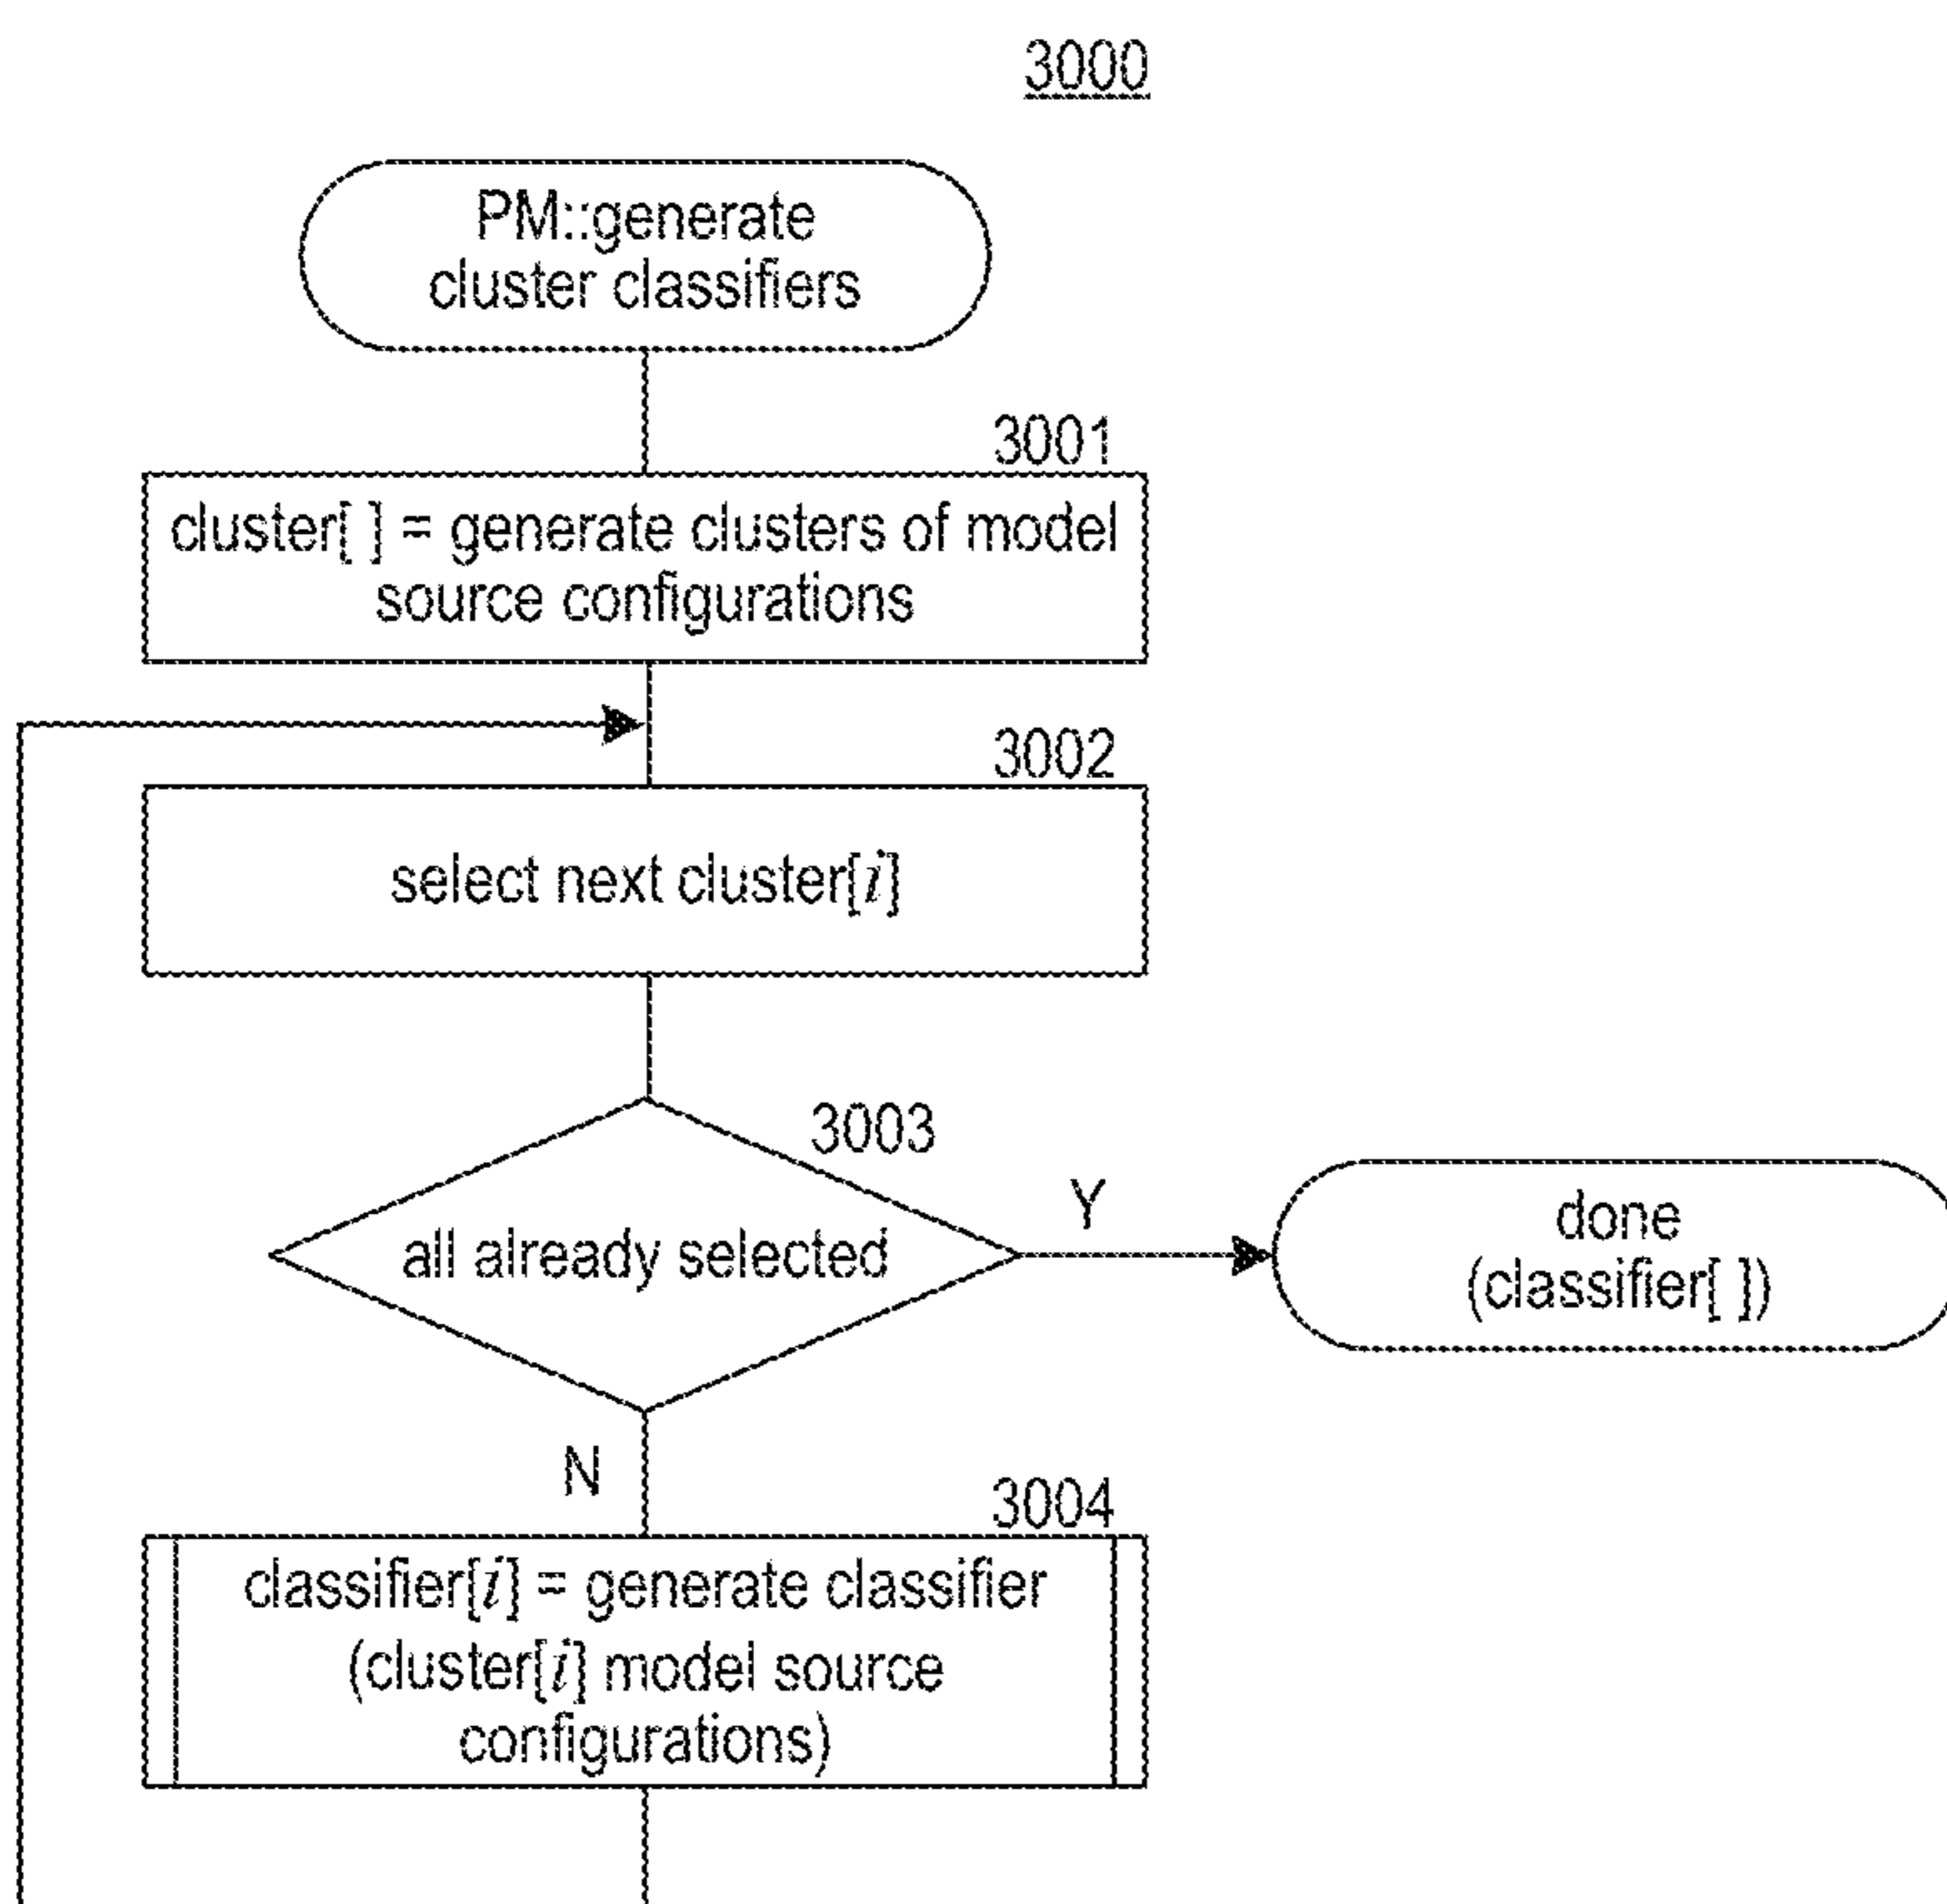 3000
PM::generate
cluster classifiers
3001
cluster[ ] = generate clusters of model
source configurations
3002
select next cluster[i]
3003
all already selected
Y
done
(classifier[ ])
N
3004
classifier[i] = generate classifier
(cluster[i] model source
configurations)